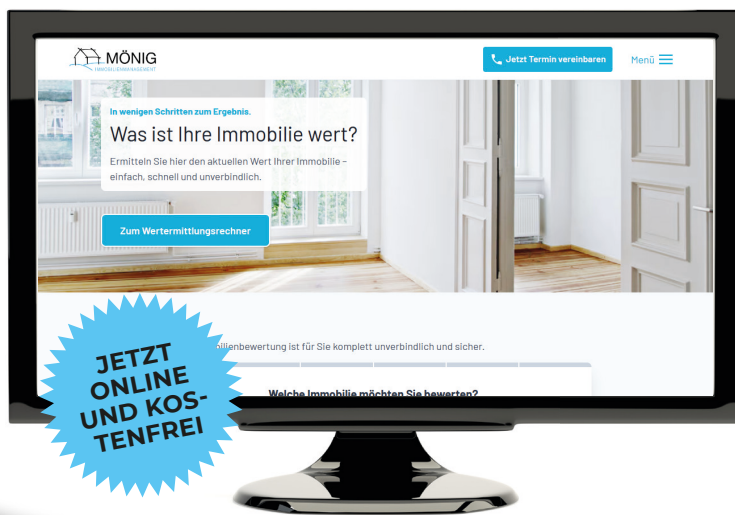 MÖNIG
IMMOBILIENMANAGEMENT
Jetzt Termin vereinbaren
Menü
In wenigen Schritten zum Ergebnis.
Was ist Ihre Immobilie wert?
Ermitteln Sie hier den aktuellen Wert Ihrer Immobilie –
einfach, schnell und unverbindlich.
Zum Wertermittlungsrechner
ilienbewertung ist für Sie komplett unverbindlich und sicher.
Welche Immobilie möchten Sie bewerten?
JETZT
ONLINE
UND KOS-
TENFREI